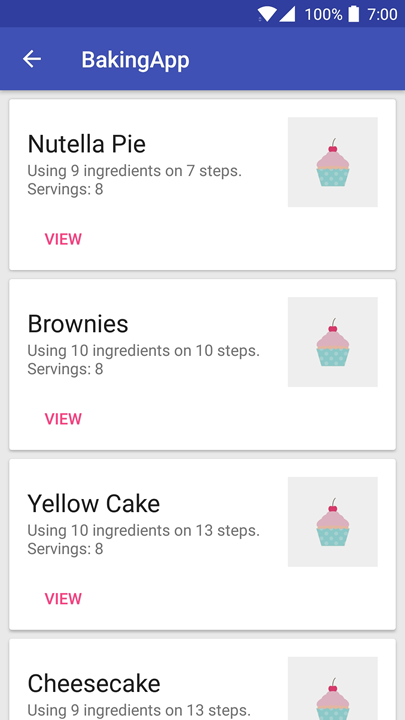 100% 7:00
BakingApp
Nutella Pie
Using 9 ingredients on 7 steps.
Servings: 8
VIEW
Brownies
Using 10 ingredients on 10 steps.
Servings: 8
VIEW
Yellow Cake
Using 10 ingredients on 13 steps.
Servings: 8
VIEW
Cheesecake
Using 9 ingredients on 13 steps.